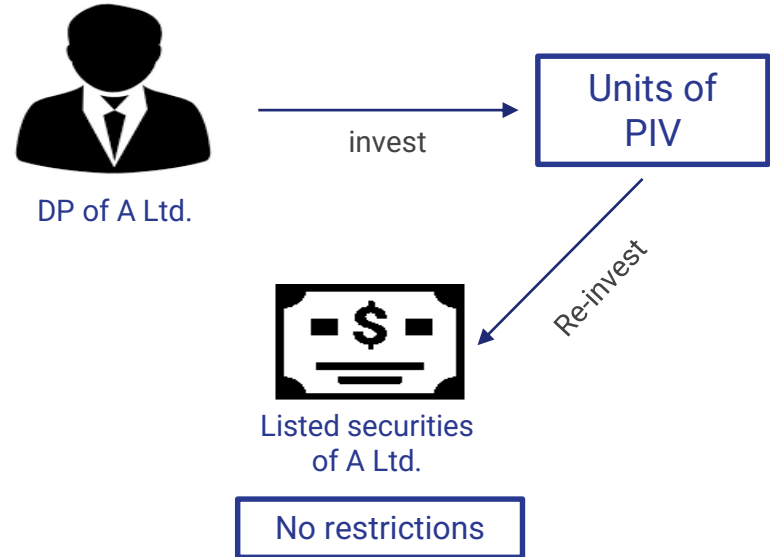 Units of
PIV
invest
DP of A Ltd.
Re-invest
$
Listed securities
of A Ltd.
No restrictions